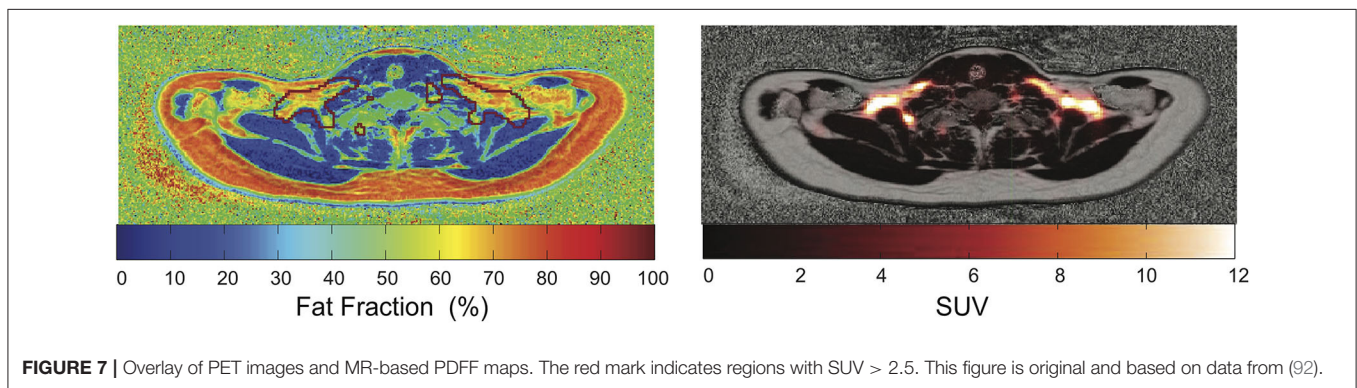 0 10 20 30 40 50 60 70 80 90 100
Fat Fraction (%)
0 2 4 6 8 10 12
SUV
FIGURE 7 | Overlay of PET images and MR-based PDFF maps. The red mark indicates regions with SUV > 2.5. This figure is original and based on data from (92).